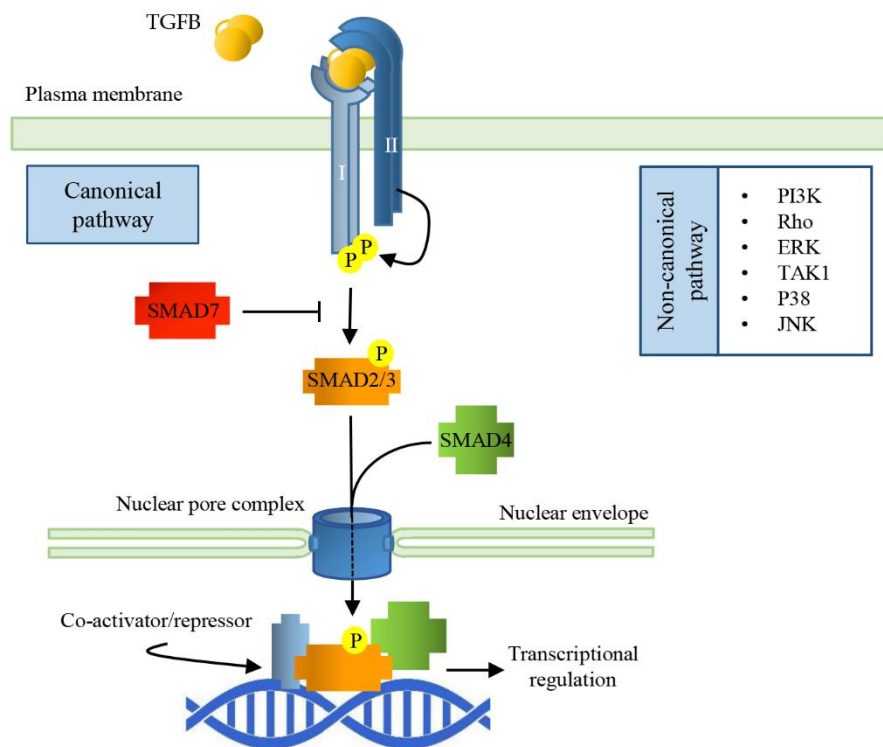 TGFB
Plasma membrane
I
II
Canonical
pathway
P
P
Non-canonical
pathway
• PI3K
• Rho
• ERK
• TAK1
• P38
• JNK
SMAD7
P
SMAD2/3
SMAD4
Nuclear pore complex
Nuclear envelope
Co-activator/repressor
P
Transcriptional
regulation